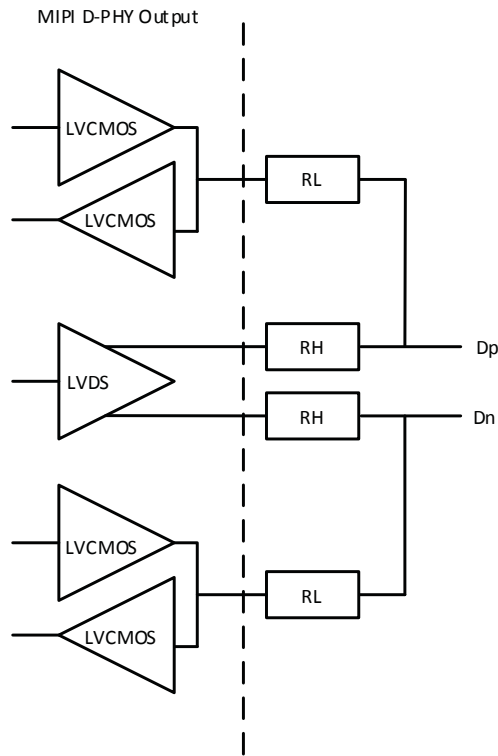 MIPI D-PHY Output
LVCMOS
RL
LVCMOS
RH
Dp
LVDS
RH
Dn
LVCMOS
RL
LVCMOS